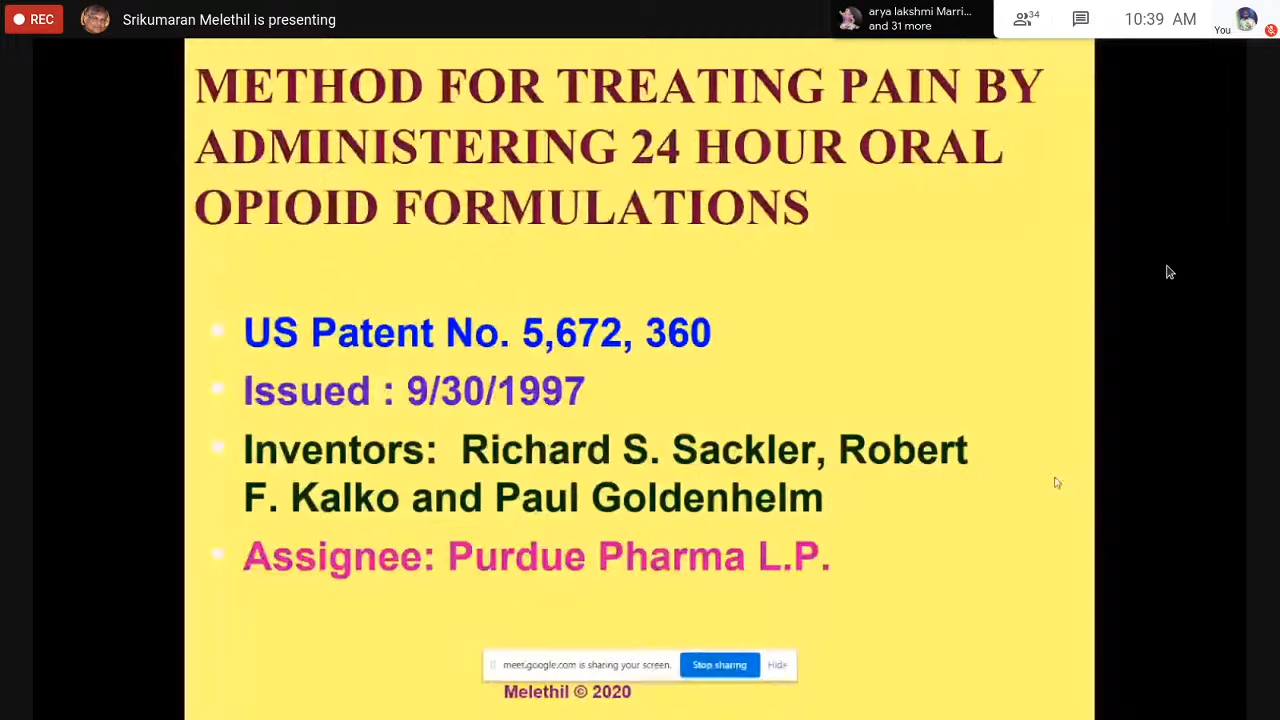 REC
Srikumaran Melethil is presenting
arya lakshmi Marri...
and 31 more
34
10:39 AM
You
METHOD FOR TREATING PAIN BY
ADMINISTERING 24 HOUR ORAL
OPIOID FORMULATIONS
US Patent No. 5,672, 360
Issued : 9/30/1997
Inventors: Richard S. Sackler, Robert
F. Kalko and Paul Goldenhelm
Assignee: Purdue Pharma L.P.
meet.google.com is sharing your screen.
Stop sharing
Hide
Melethil © 2020